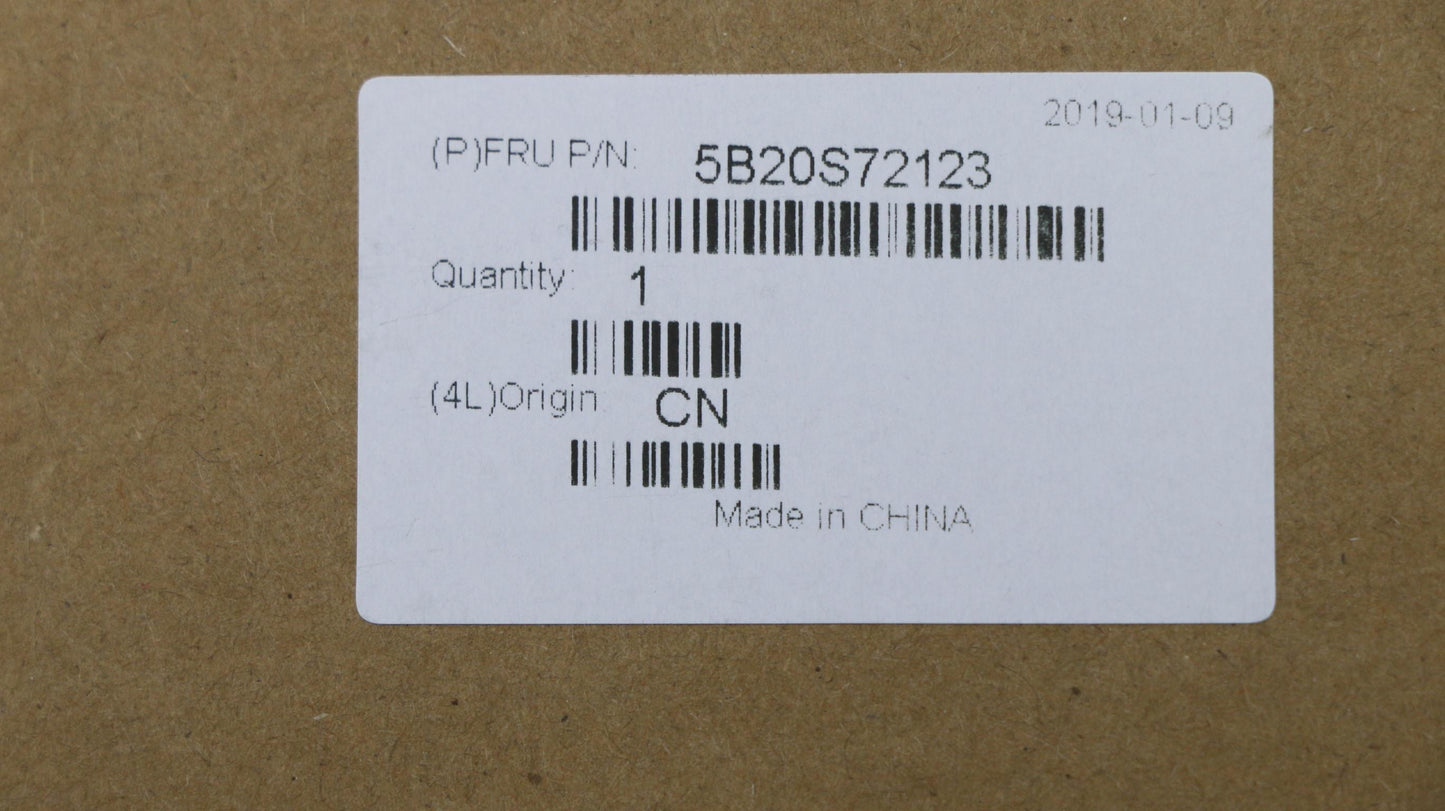 2019-01-09
(P)FRU P/N: 5B20S72123
Quantity: 1
(4L)Origin: CN
Made in CHINA